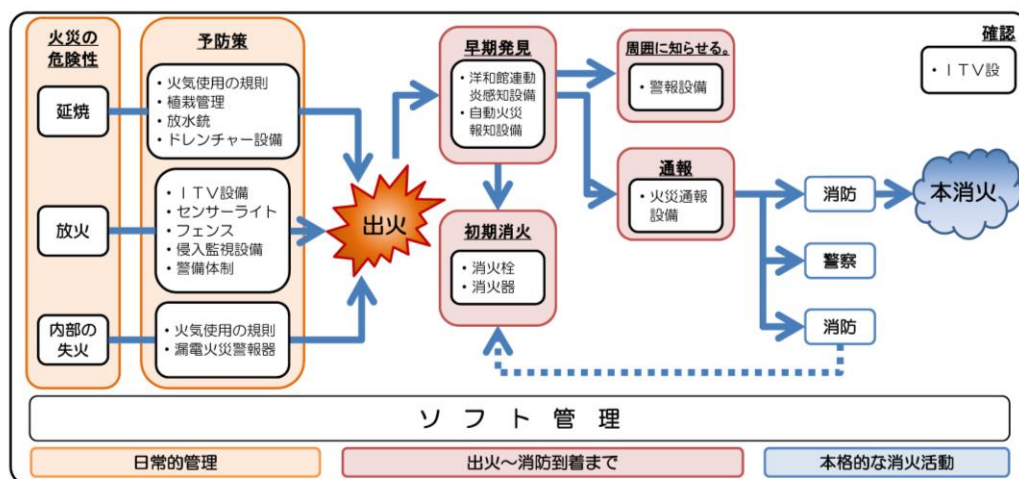 火災の
危険性
延焼
放火
内部の
失火
予防策
・火気使用の規則
・植栽管理
・放水銃
・ドレンチャー設備
・ＩＴＶ設備
・センサーライト
・フェンス
・侵入監視設備
・警備体制
・火気使用の規則
・漏電火災警報器
出火
早期発見
・洋和館連動
炎感知設備
・自動火災
報知設備
初期消火
・消火栓
・消火器
周囲に知らせる。
・警報設備
通報
・火災通報
設備
消防
警察
消防
本消火
確認
・ＩＴＶ設
ソフト管理
日常的管理
出火～消防到着まで
本格的な消火活動